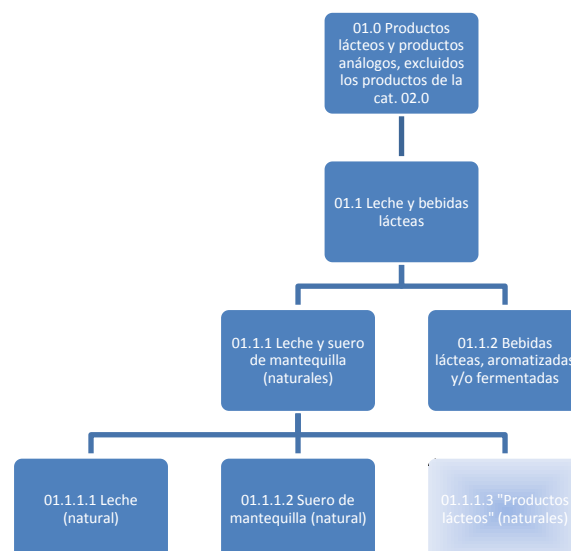 01.0 Productos
lácteos y productos
análogos, excluidos
los productos de la
cat. 02.0
01.1 Leche y bebidas
lácteas
01.1.1 Leche y suero
de mantequilla
(naturales)
01.1.2 Bebidas
lácteas, aromatizadas
y/o fermentadas
01.1.1.1 Leche
(natural)
01.1.1.2 Suero de
mantequilla (natural)
01.1.1.3 "Productos
lácteos" (naturales)